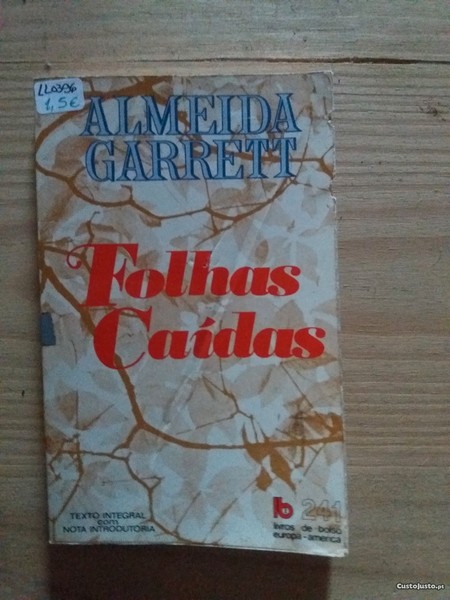 LL0396
1,5€
ALMEIDA
GARRETT
Folhas
Caídas
TEXTO INTEGRAL
com
NOTA INTRODUTÓRIA
241
livros de bolso
europa-américa
CustoJusto.pt